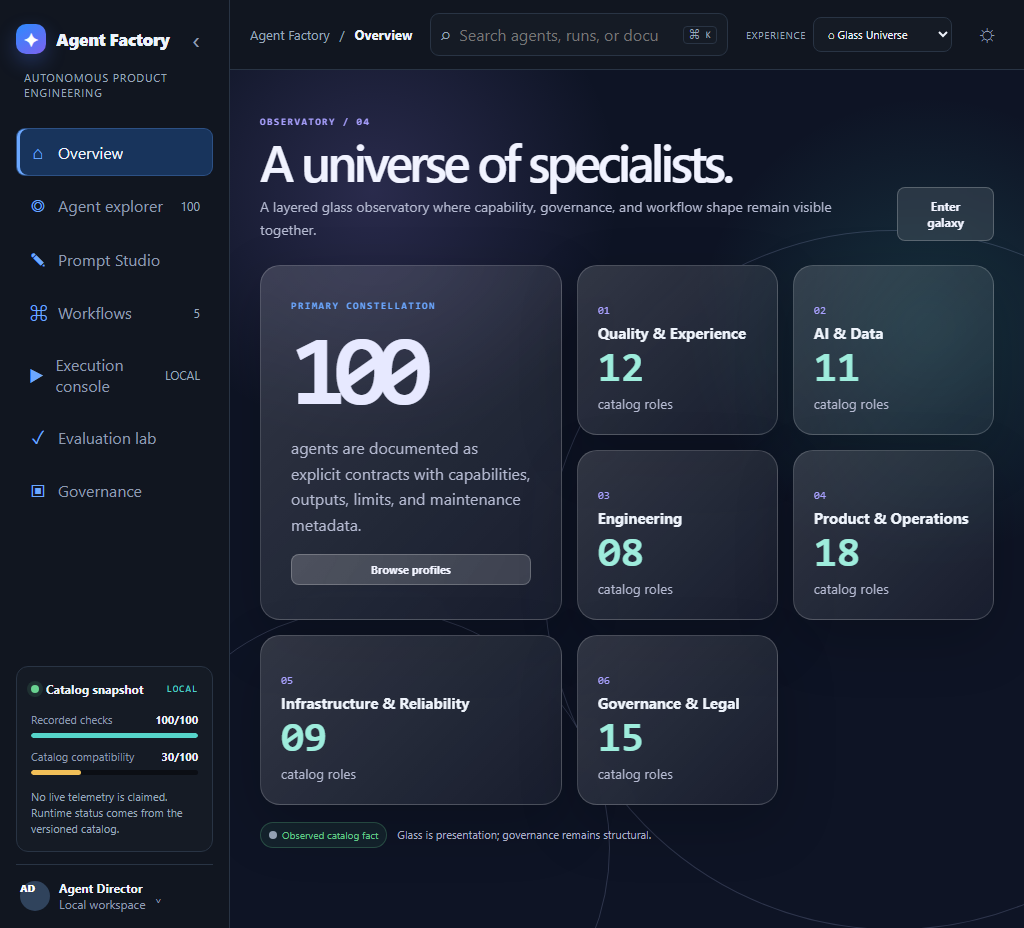 Agent Factory
AUTONOMOUS PRODUCT
ENGINEERING
Overview
Agent explorer 100
Prompt Studio
Workflows 5
Execution
console
LOCAL
Evaluation lab
Governance
Catalog snapshot LOCAL
Recorded checks 100/100
Catalog compatibility 30/100
No live telemetry is claimed.
Runtime status comes from the
versioned catalog.
AD
Agent Director
Local workspace
Agent Factory / Overview
Search agents, runs, or docu ⌘ K
EXPERIENCE
Glass Universe
OBSERVATORY / 04
A universe of specialists.
A layered glass observatory where capability, governance, and workflow shape remain visible
together.
Enter
galaxy
PRIMARY CONSTELLATION
100
agents are documented as
explicit contracts with capabilities,
outputs, limits, and maintenance
metadata.
Browse profiles
01
Quality & Experience
12
catalog roles
02
AI & Data
11
catalog roles
03
Engineering
08
catalog roles
04
Product & Operations
18
catalog roles
05
Infrastructure & Reliability
09
catalog roles
06
Governance & Legal
15
catalog roles
Observed catalog fact
Glass is presentation; governance remains structural.